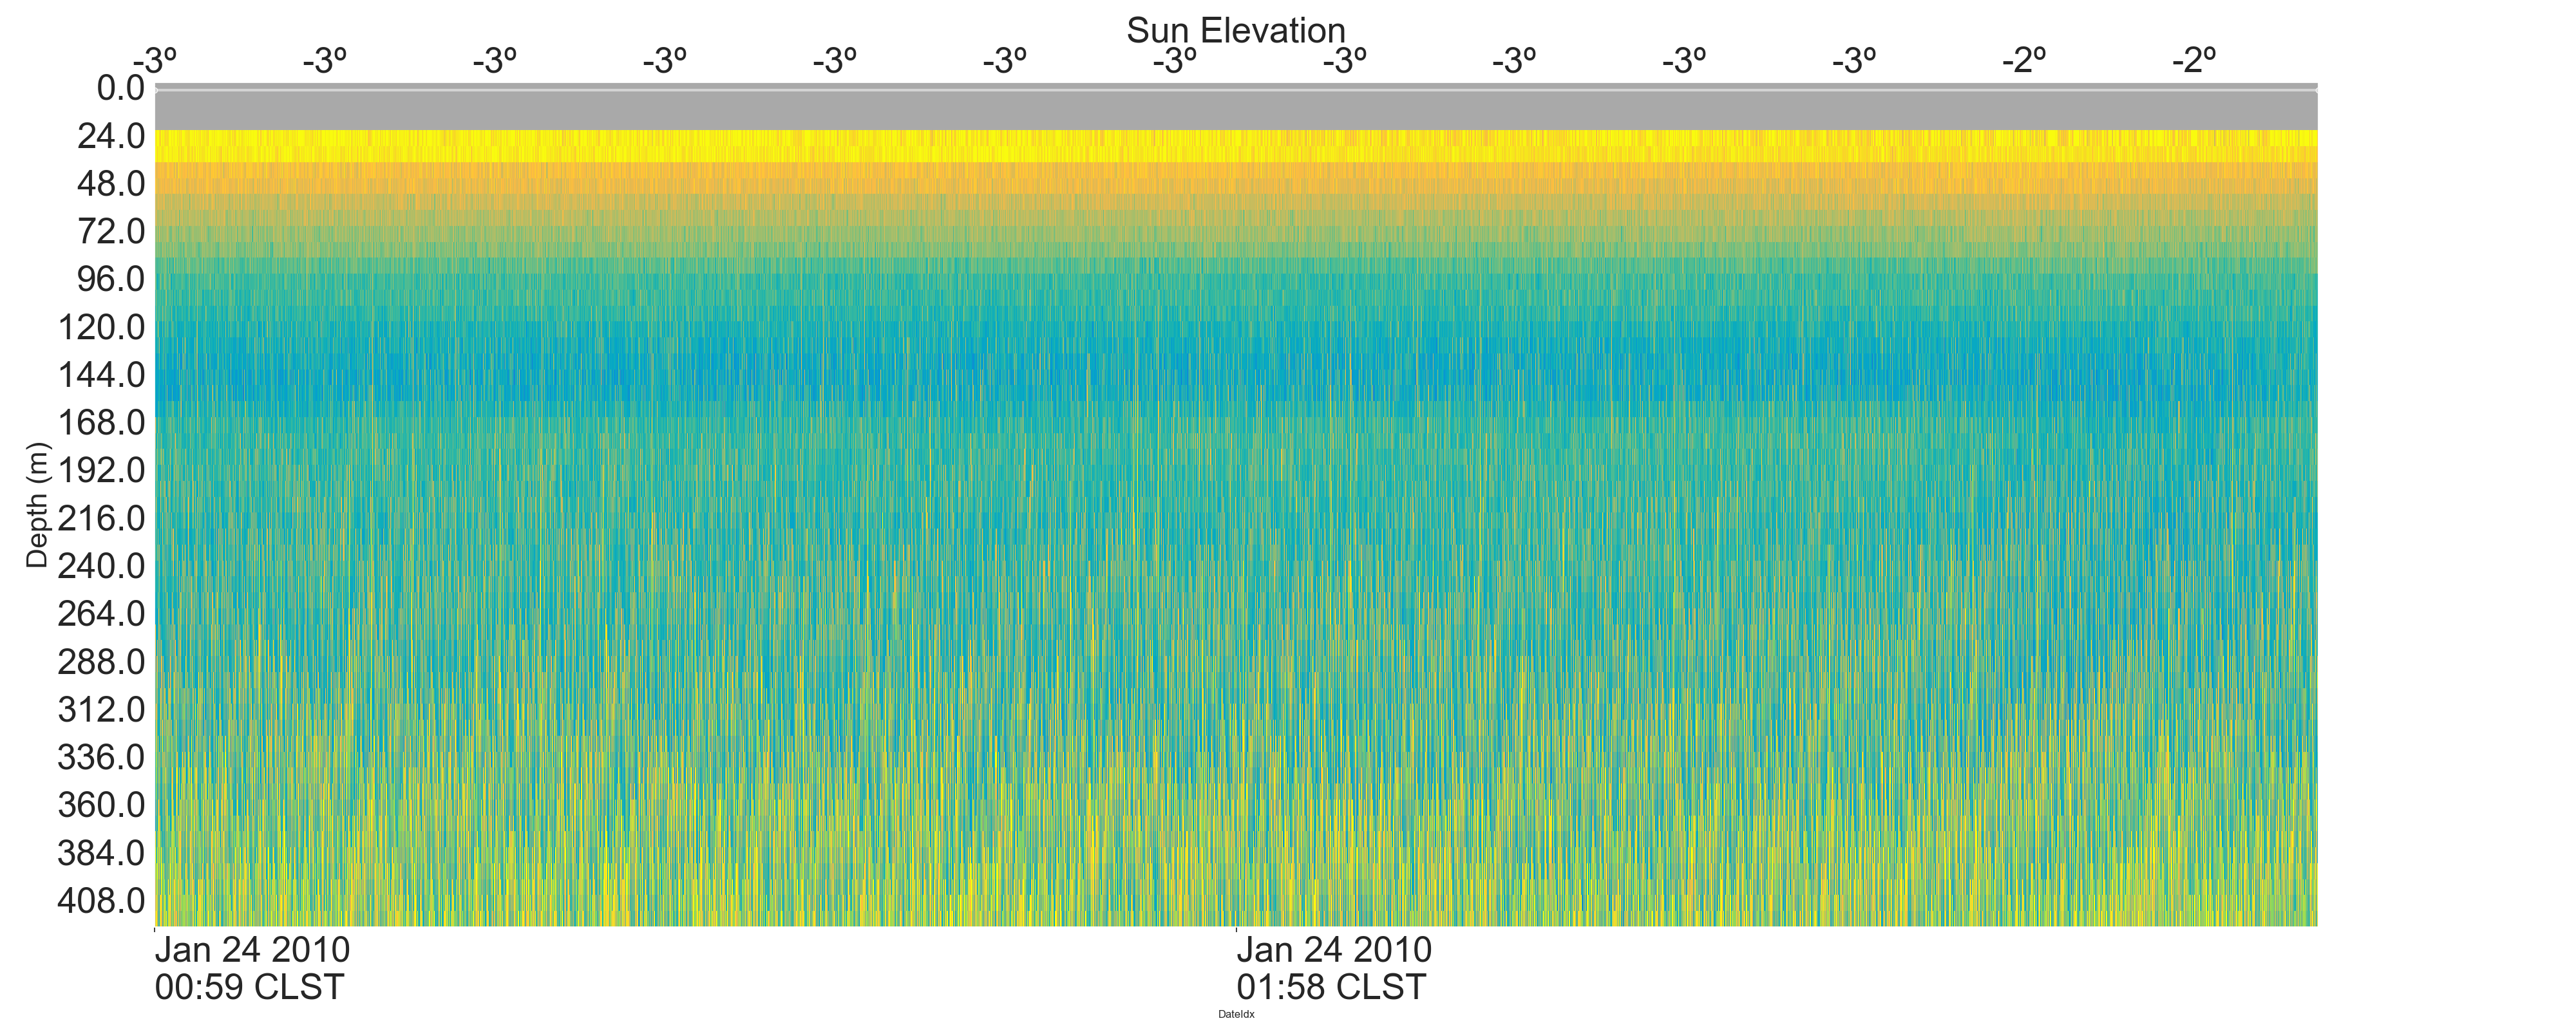 Sun Elevation
-3º -3º -3º -3º -3º -3º -3º -3º -3º -3º -3º -2º -2º
0.0
24.0
48.0
72.0
96.0
120.0
144.0
168.0
192.0
216.0
240.0
264.0
288.0
312.0
336.0
360.0
384.0
408.0
Depth (m)
Jan 24 2010
00:59 CLST
Jan 24 2010
01:58 CLST
DateIdx